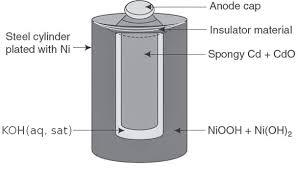 Anode cap
Insulator material
Steel cylinder
plated with Ni
Spongy Cd + CdO
KOH(aq, sat)
NiOOH + Ni(OH)₂